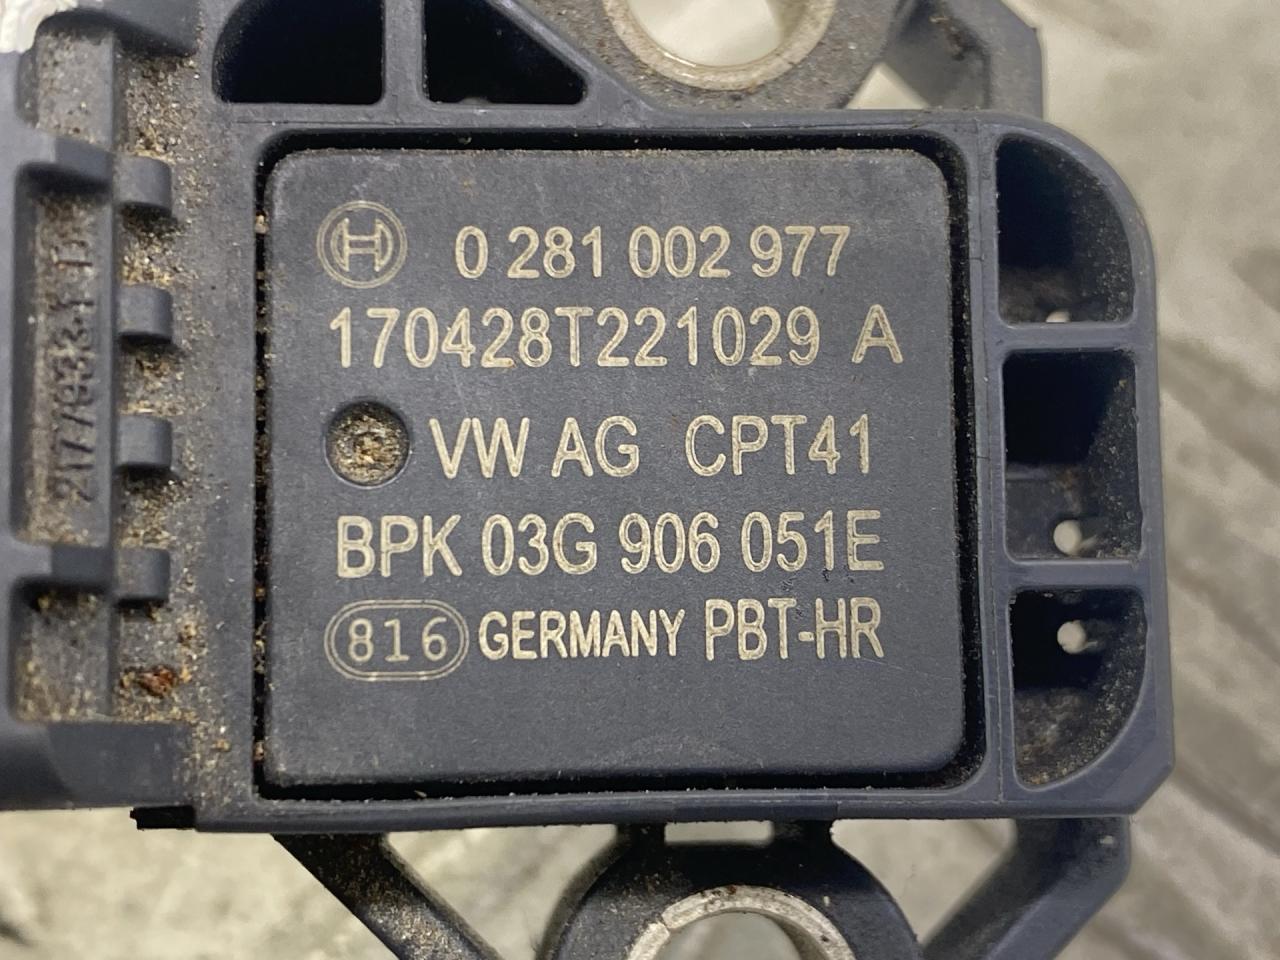 0 281 002 977
170428T221029 A
VW AG CPT41
BPK 03G 906 051E
816 GERMANY PBT-HR